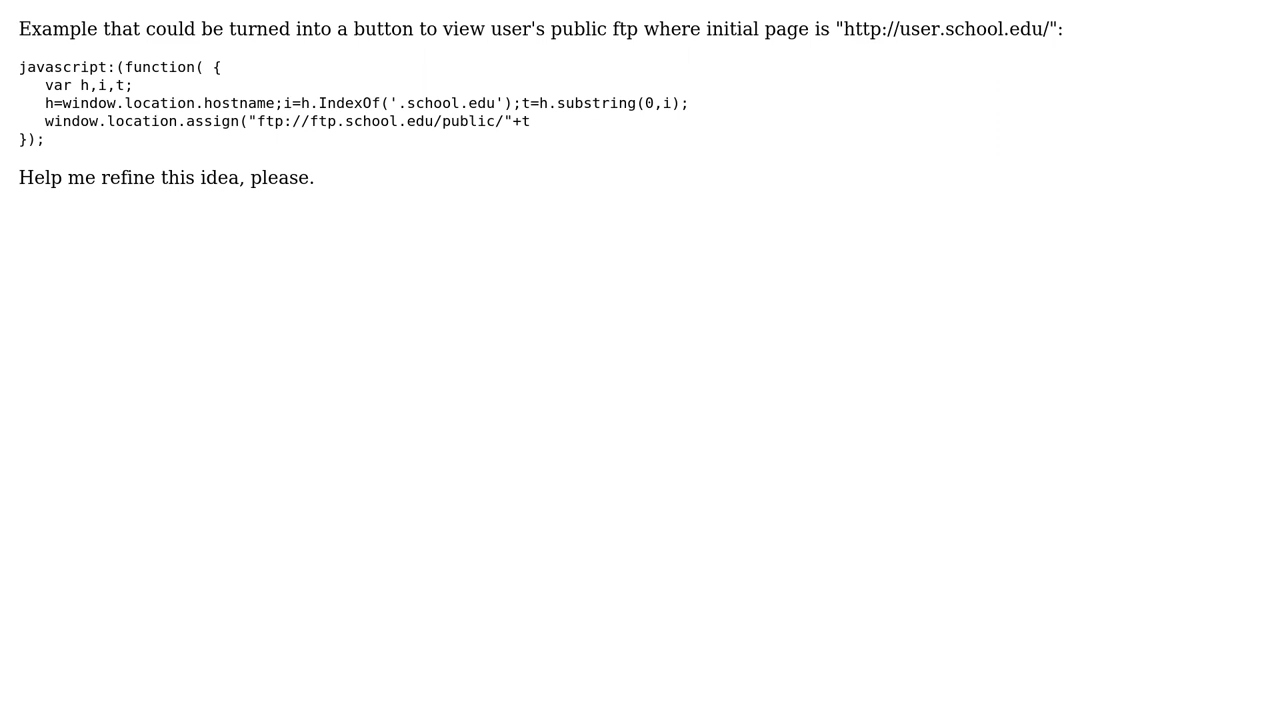 Example that could be turned into a button to view user's public ftp where initial page is "http://user.school.edu/":
javascript:(function( {
   var h,i,t;
   h=window.location.hostname;i=h.IndexOf('.school.edu');t=h.substring(0,i);
   window.location.assign("ftp://ftp.school.edu/public/"+t
});
Help me refine this idea, please.